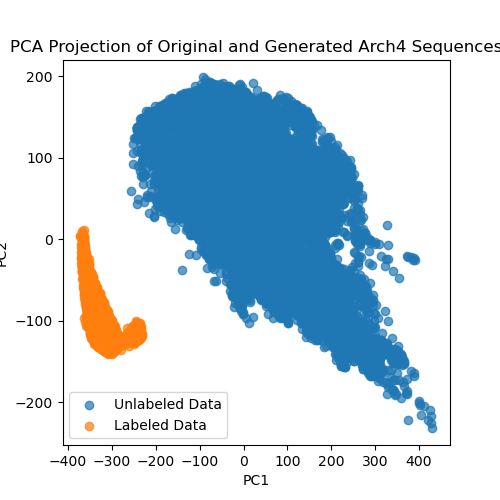 PCA Projection of Original and Generated Arch4 Sequences
200
100
0
−100
−200
PC2
Unlabeled Data
Labeled Data
−400 −300 −200 −100 0 100 200 300 400
PC1